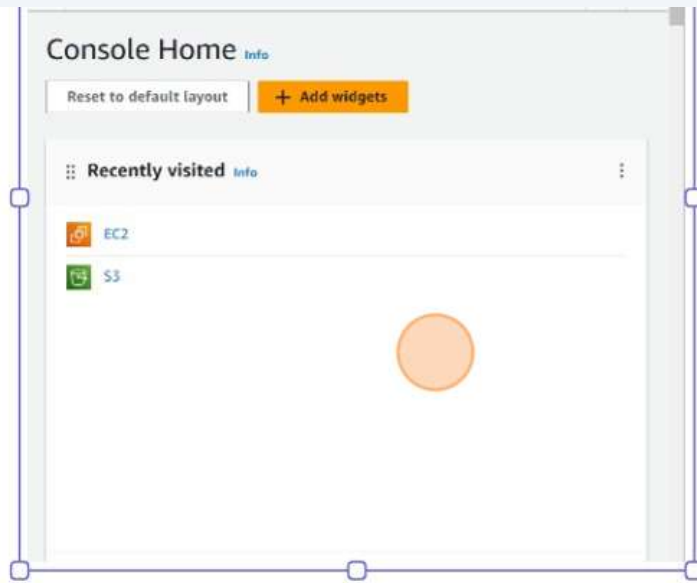 Console Home Info
Reset to default layout + Add widgets
Recently visited Info
EC2
S3